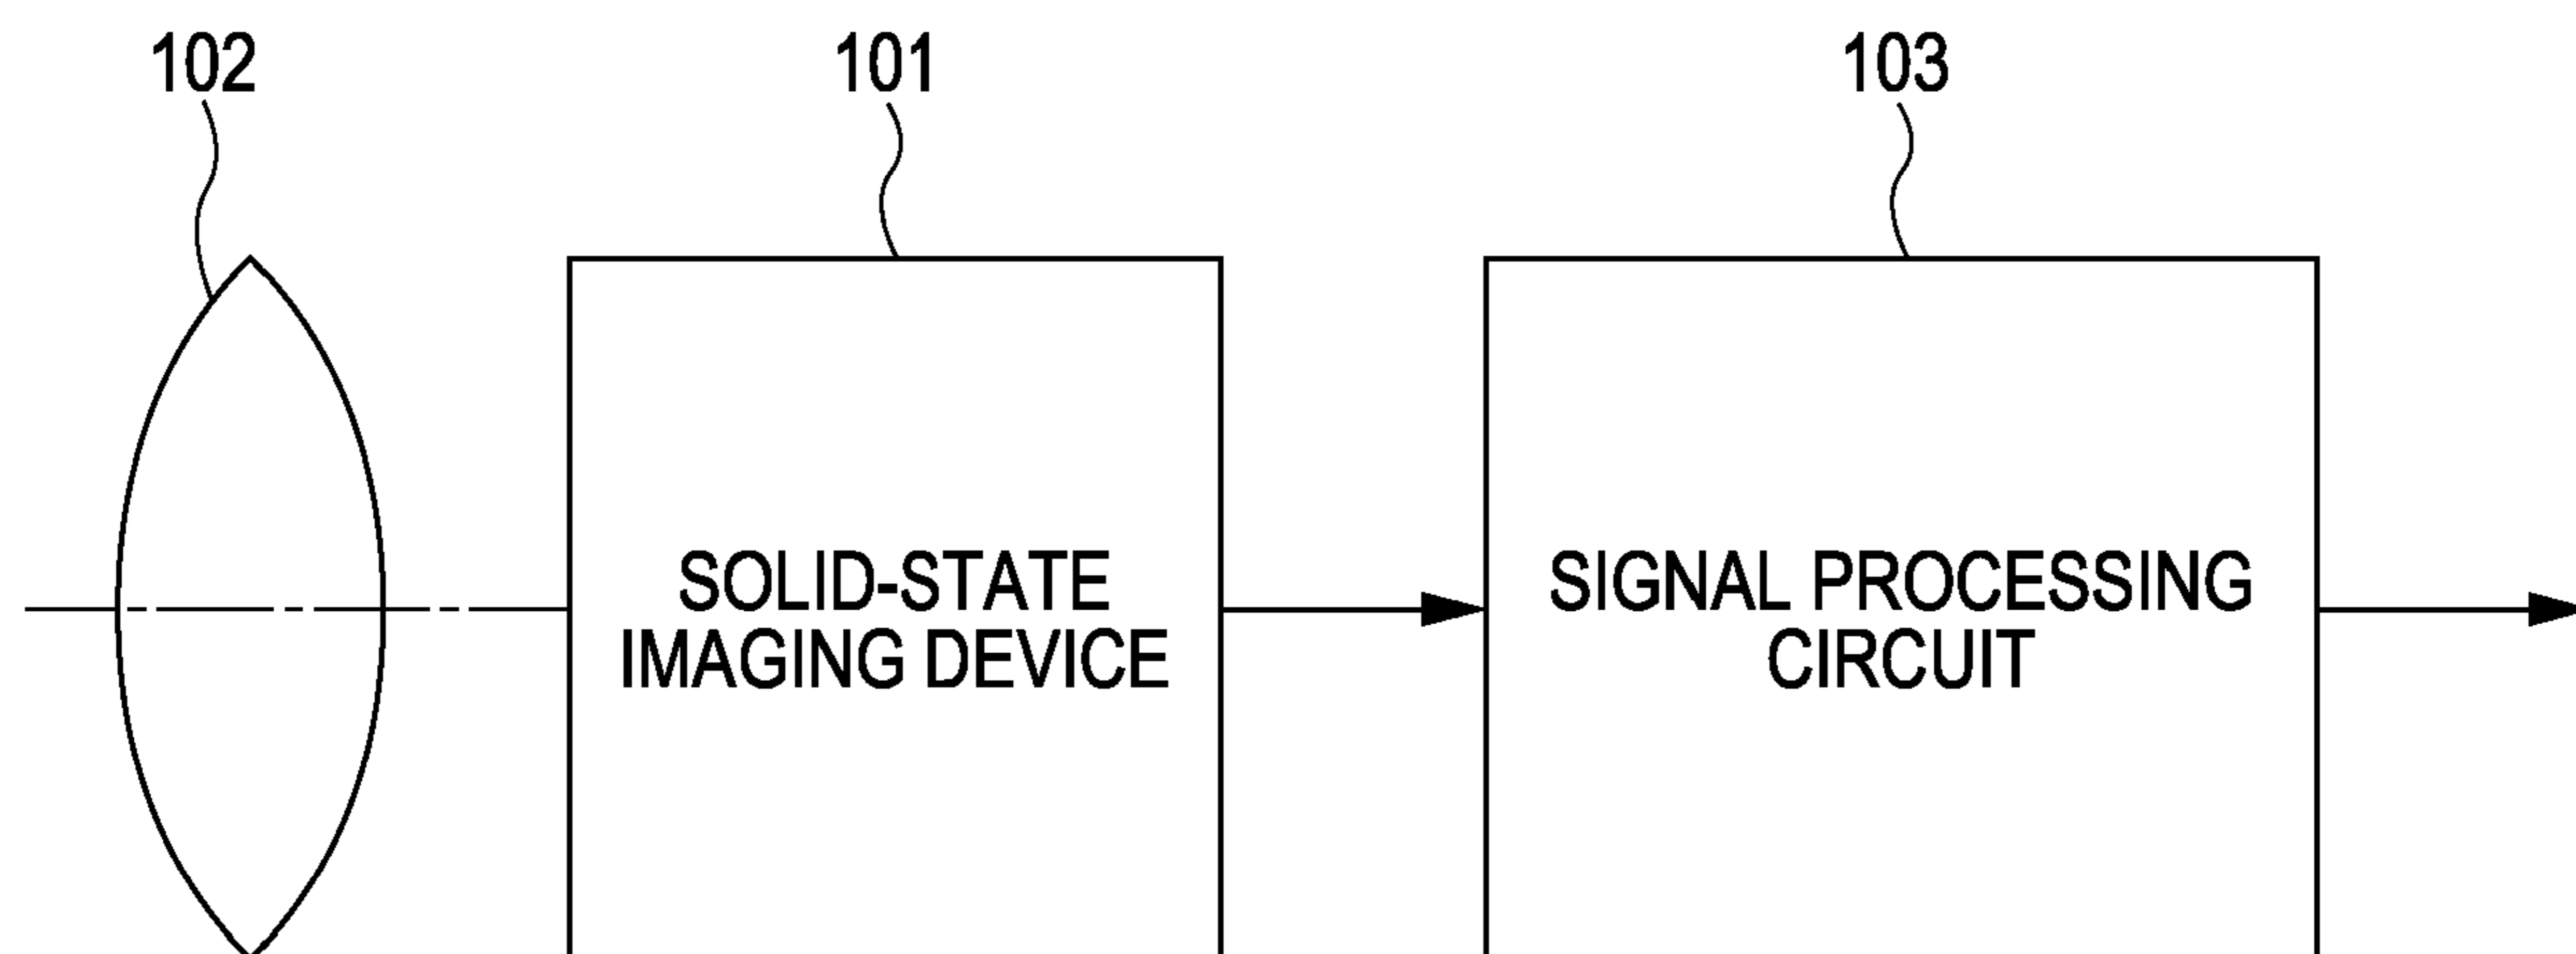 102
101
103
SOLID-STATE
IMAGING DEVICE
SIGNAL PROCESSING
CIRCUIT